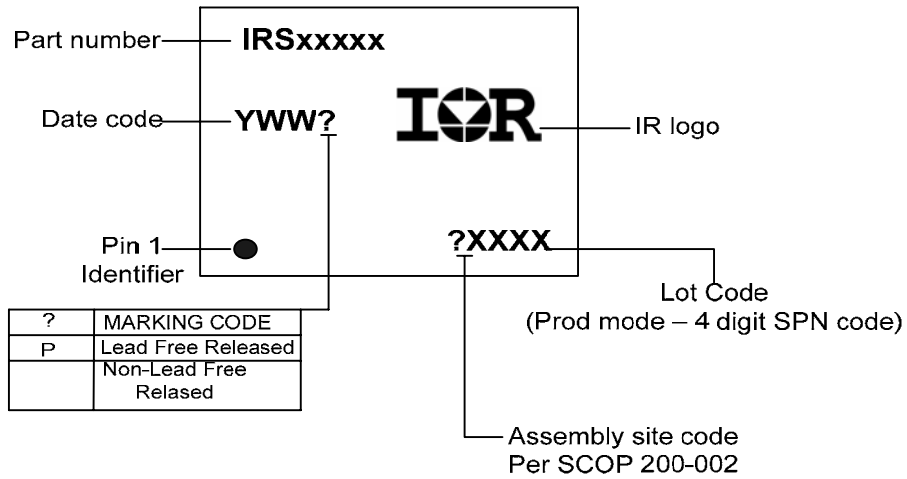 Part number
IRSxxxxx
Date code
YWW?
IOR
IR logo
Pin 1
Identifier
?XXXX
Lot Code
(Prod mode – 4 digit SPN code)
? MARKING CODE
P Lead Free Released
Non-Lead Free
Relased
Assembly site code
Per SCOP 200-002